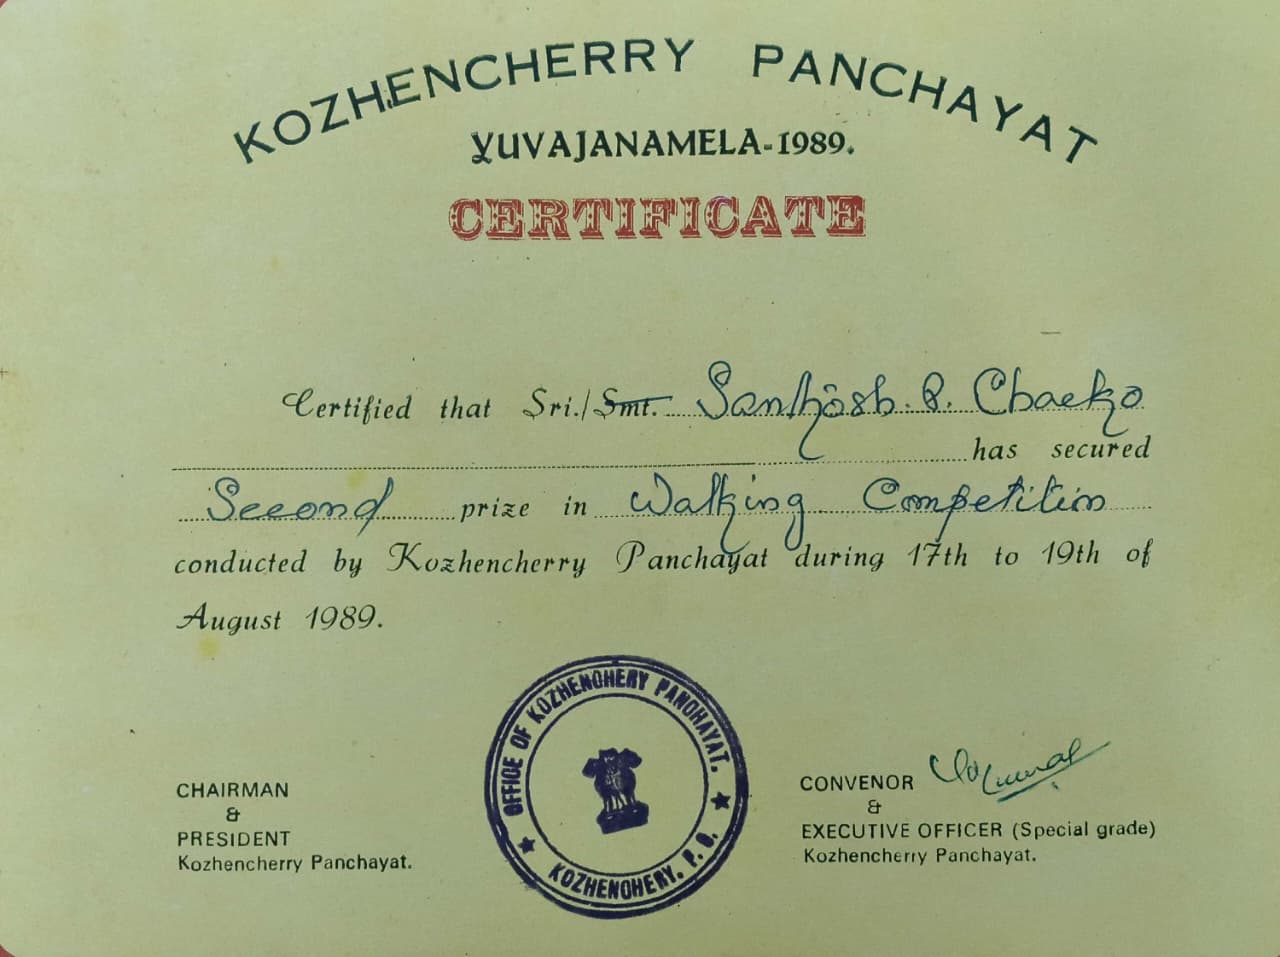 KOZHENCHERRY PANCHAYAT
YUVAJANAMELA-1989.
CERTIFICATE
Certified that Sri./Smt. Santhosh. P. Chacko
has secured
Second prize in Walking Competition
conducted by Kozhencherry Panchayat during 17th to 19th of
August 1989.
OFFICE OF KOZHENCHERY PANCHAYAT.
KOZHENCHERY. P. O.
CHAIRMAN
&
PRESIDENT
Kozhencherry Panchayat.
CONVENOR
&
EXECUTIVE OFFICER (Special grade)
Kozhencherry Panchayat.